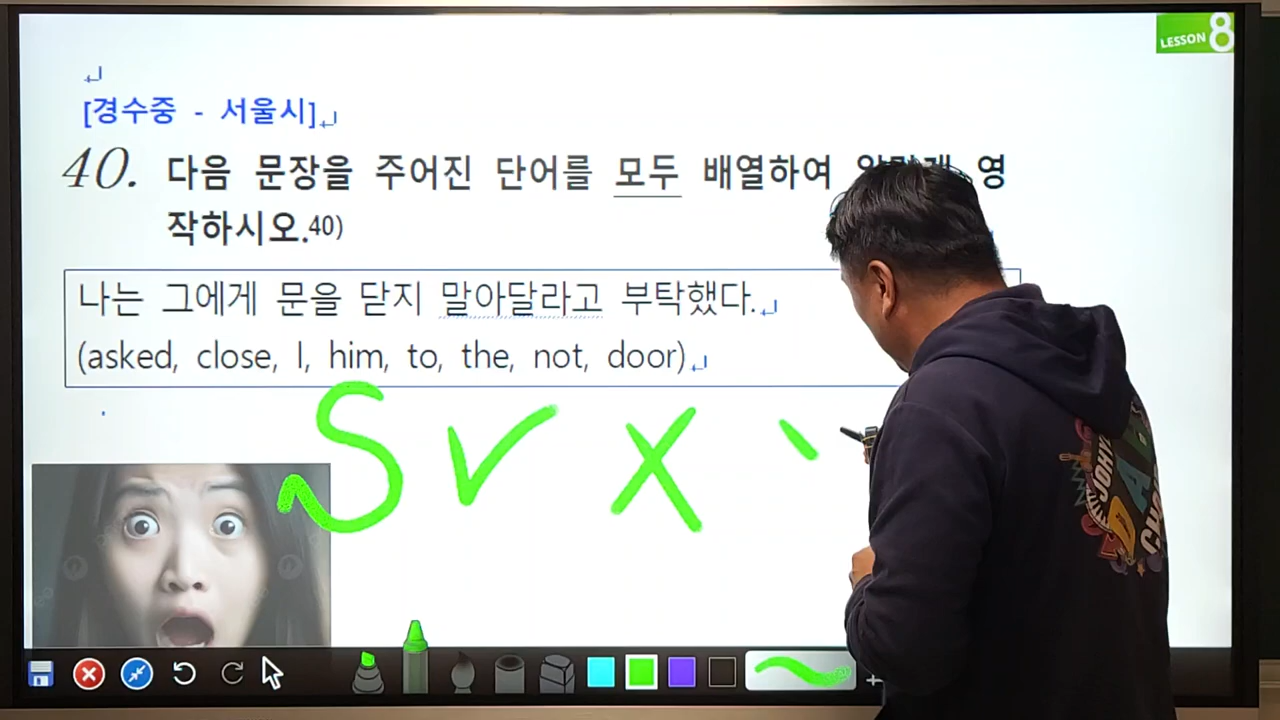 LESSON 8
[경수중 - 서울시]
40. 다음 문장을 주어진 단어를 모두 배열하여 영
작하시오.40)
나는 그에게 문을 닫지 말아달라고 부탁했다.
(asked, close, I, him, to, the, not, door)
S V X
JOHY